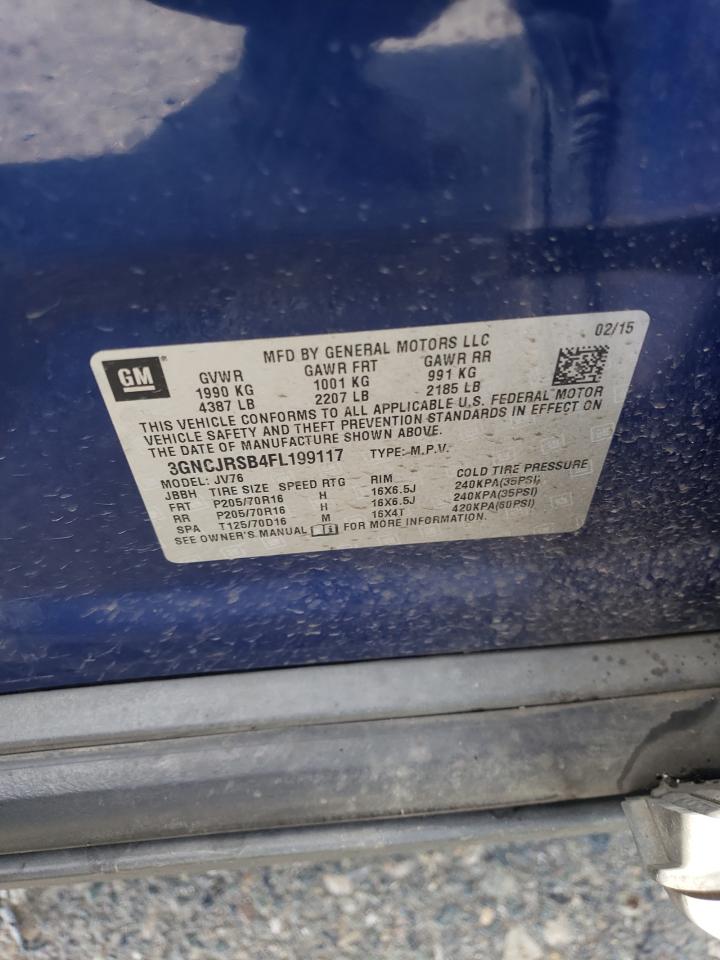 GM
MFD BY GENERAL MOTORS LLC 02/15
GVWR GAWR FRT GAWR RR
1990 KG 1001 KG 991 KG
4387 LB 2207 LB 2185 LB
THIS VEHICLE CONFORMS TO ALL APPLICABLE U.S. FEDERAL MOTOR
VEHICLE SAFETY AND THEFT PREVENTION STANDARDS IN EFFECT ON
THE DATE OF MANUFACTURE SHOWN ABOVE.
3GNCJRSB4FL199117 TYPE: M.P.V.
MODEL: JV76
JBBH TIRE SIZE SPEED RTG RIM COLD TIRE PRESSURE
FRT P205/70R16 H 16X6.5J 240KPA(35PSI)
RR P205/70R16 H 16X6.5J 240KPA(35PSI)
SPA T125/70D16 M 16X4T 420KPA(60PSI)
SEE OWNER'S MANUAL FOR MORE INFORMATION.